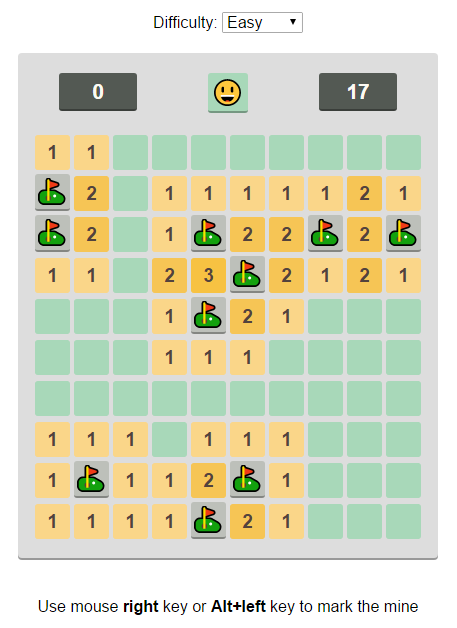 Difficulty: Easy
0 17
1 1
2 1 1 1 1 1 2 1
2 1 2 2 2
1 1 2 3 2 1 2 1
1 2 1
1 1 1
1 1 1 1 1 1
1 1 1 2 1
1 1 1 1 2 1
Use mouse right key or Alt+left key to mark the mine